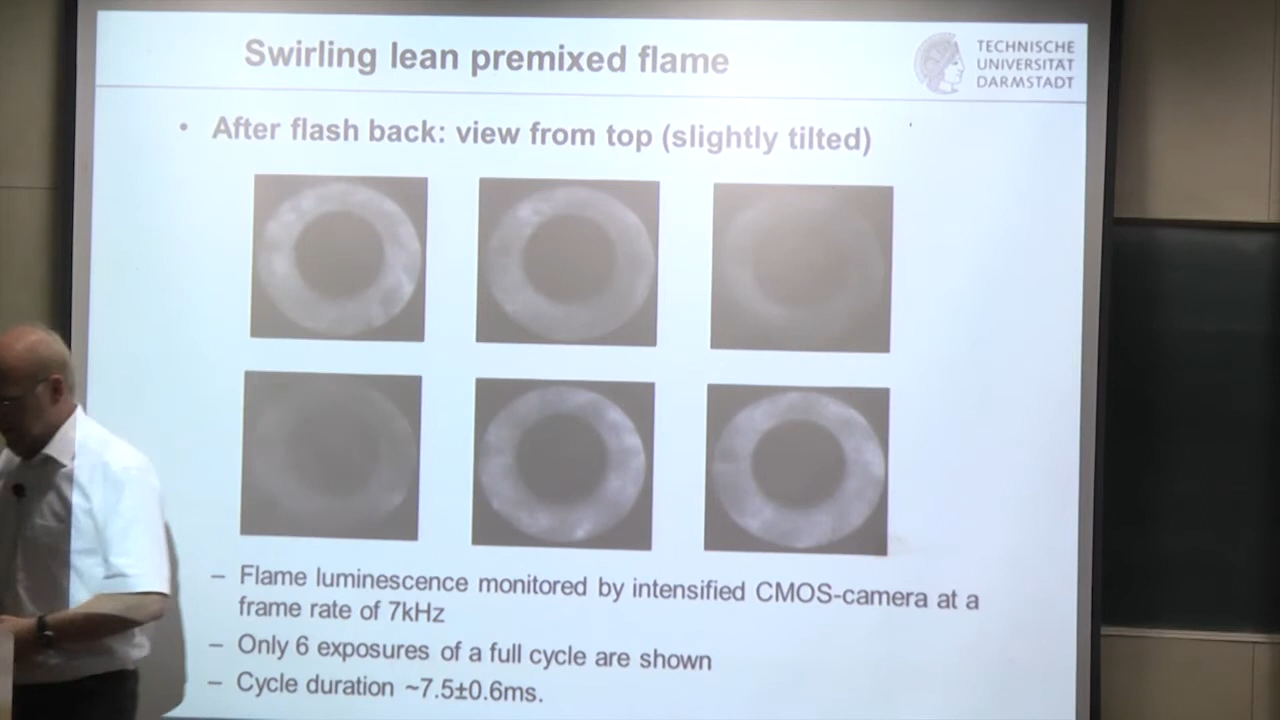 Swirling lean premixed flame
TECHNISCHE
UNIVERSITÄT
DARMSTADT
• After flash back: view from top (slightly tilted)
– Flame luminescence monitored by intensified CMOS-camera at a
frame rate of 7kHz
– Only 6 exposures of a full cycle are shown
– Cycle duration ~7.5±0.6ms.